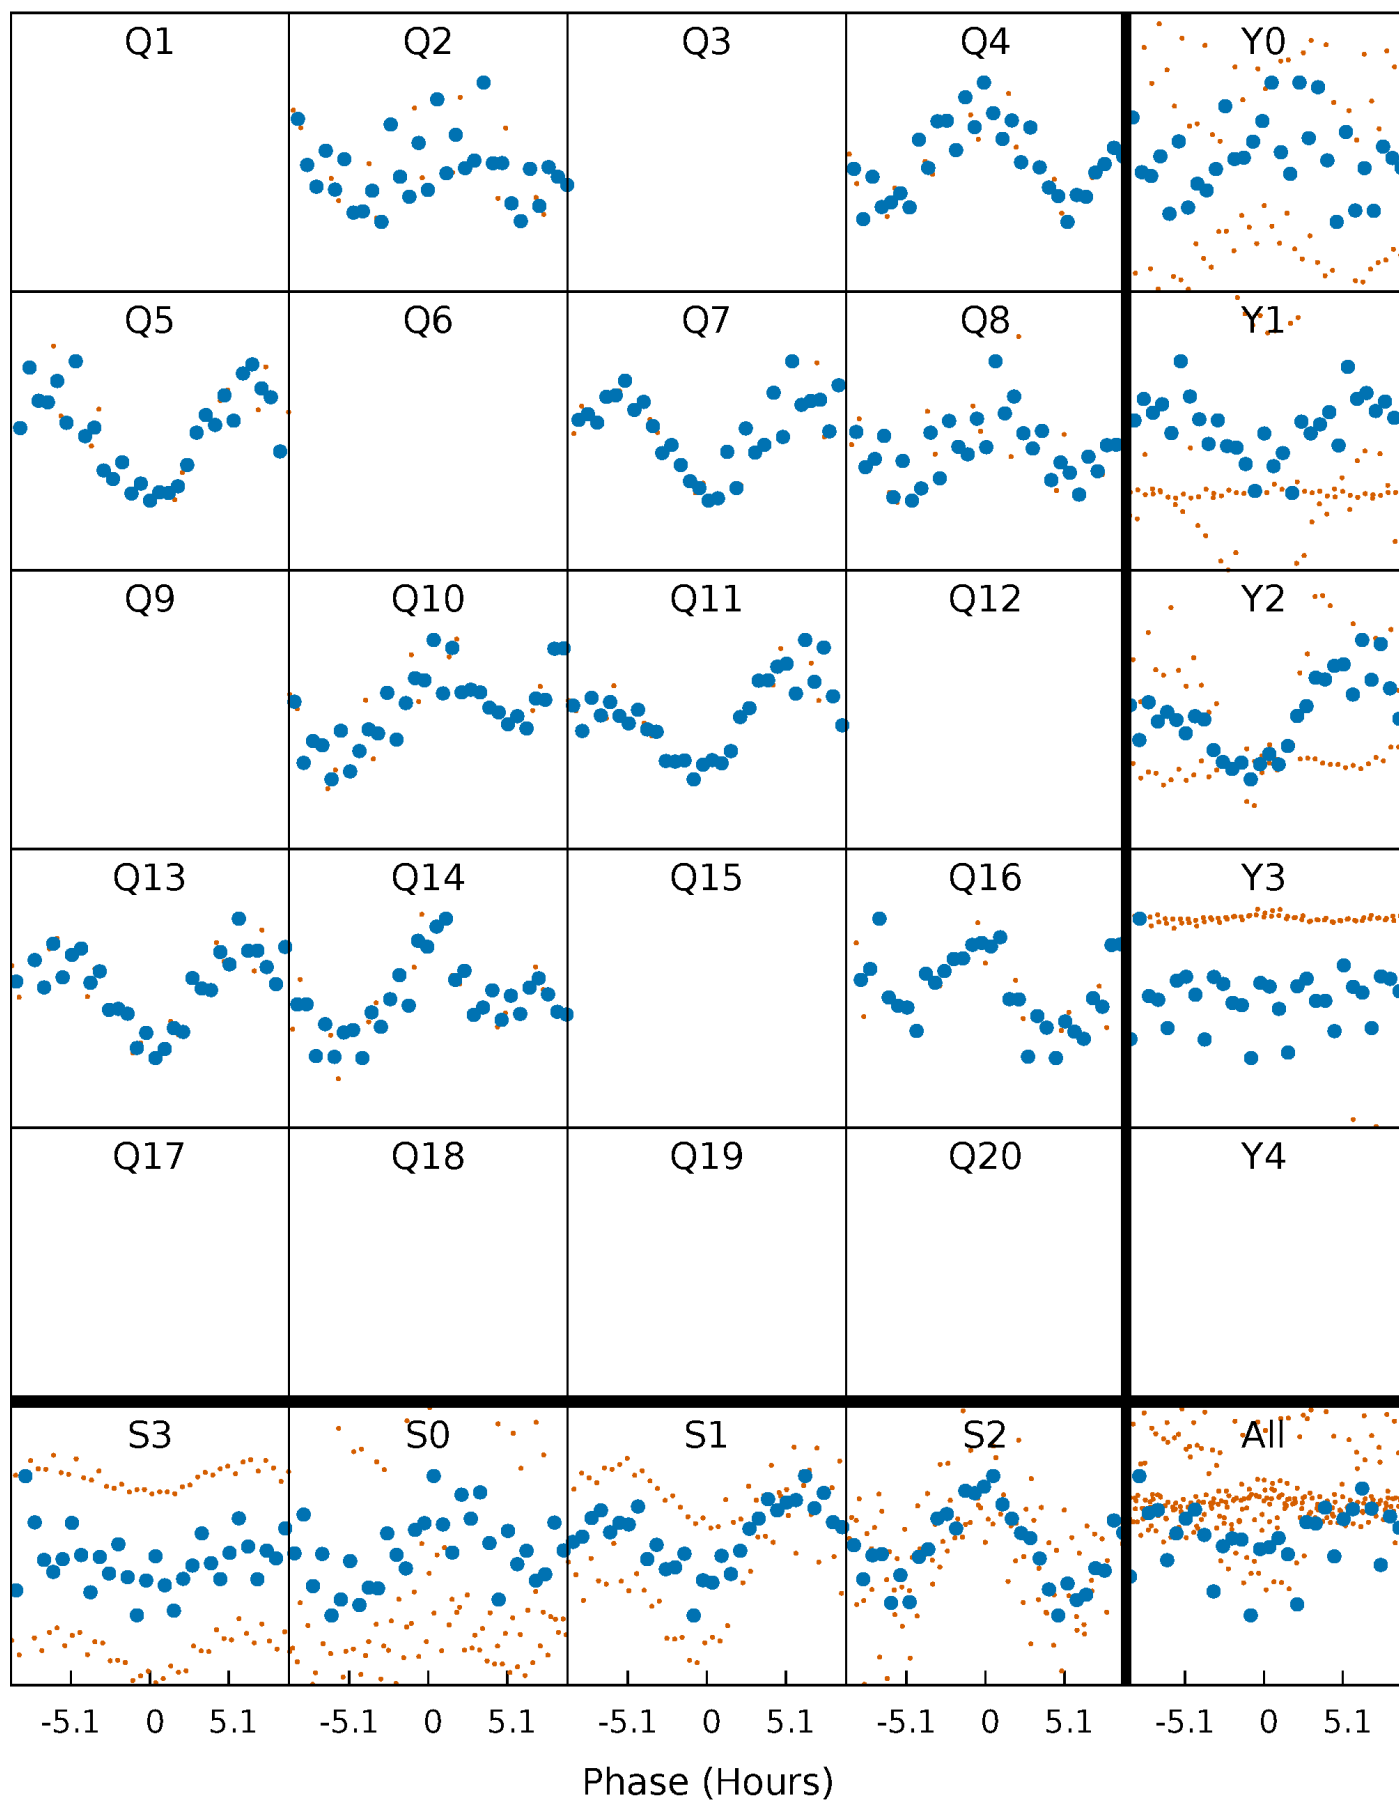 Q1 Q2 Q3 Q4 Y0
Q5 Q6 Q7 Q8 Y1
Q9 Q10 Q11 Q12 Y2
Q13 Q14 Q15 Q16 Y3
Q17 Q18 Q19 Q20 Y4
S3 S0 S1 S2 All
-5.1 0 5.1 -5.1 0 5.1 -5.1 0 5.1 -5.1 0 5.1 -5.1 0 5.1
Phase (Hours)